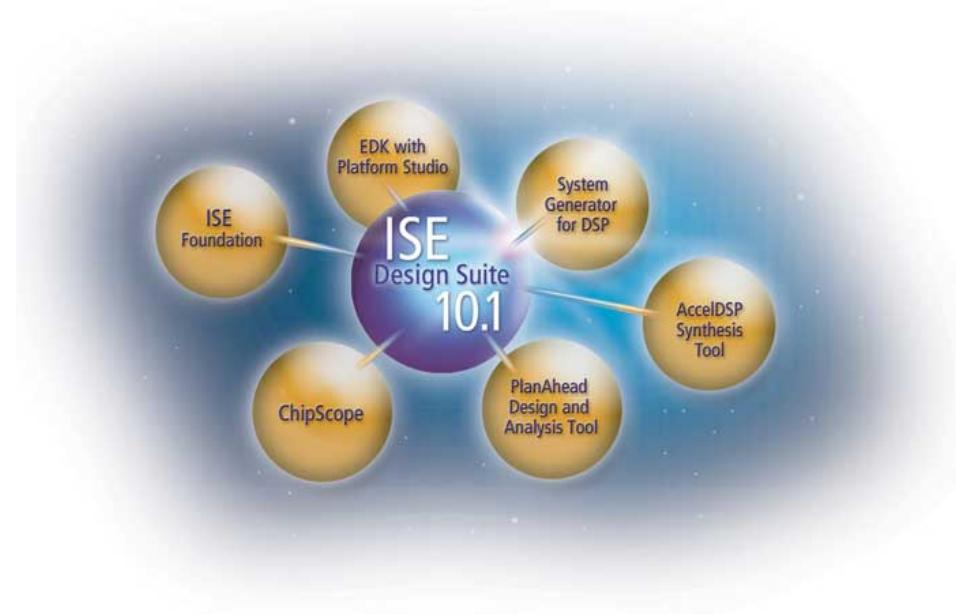 EDK with
Platform Studio
System
Generator
for DSP
ISE
Foundation
ISE
Design Suite
10.1
AccelDSP
Synthesis
Tool
ChipScope
PlanAhead
Design and
Analysis Tool